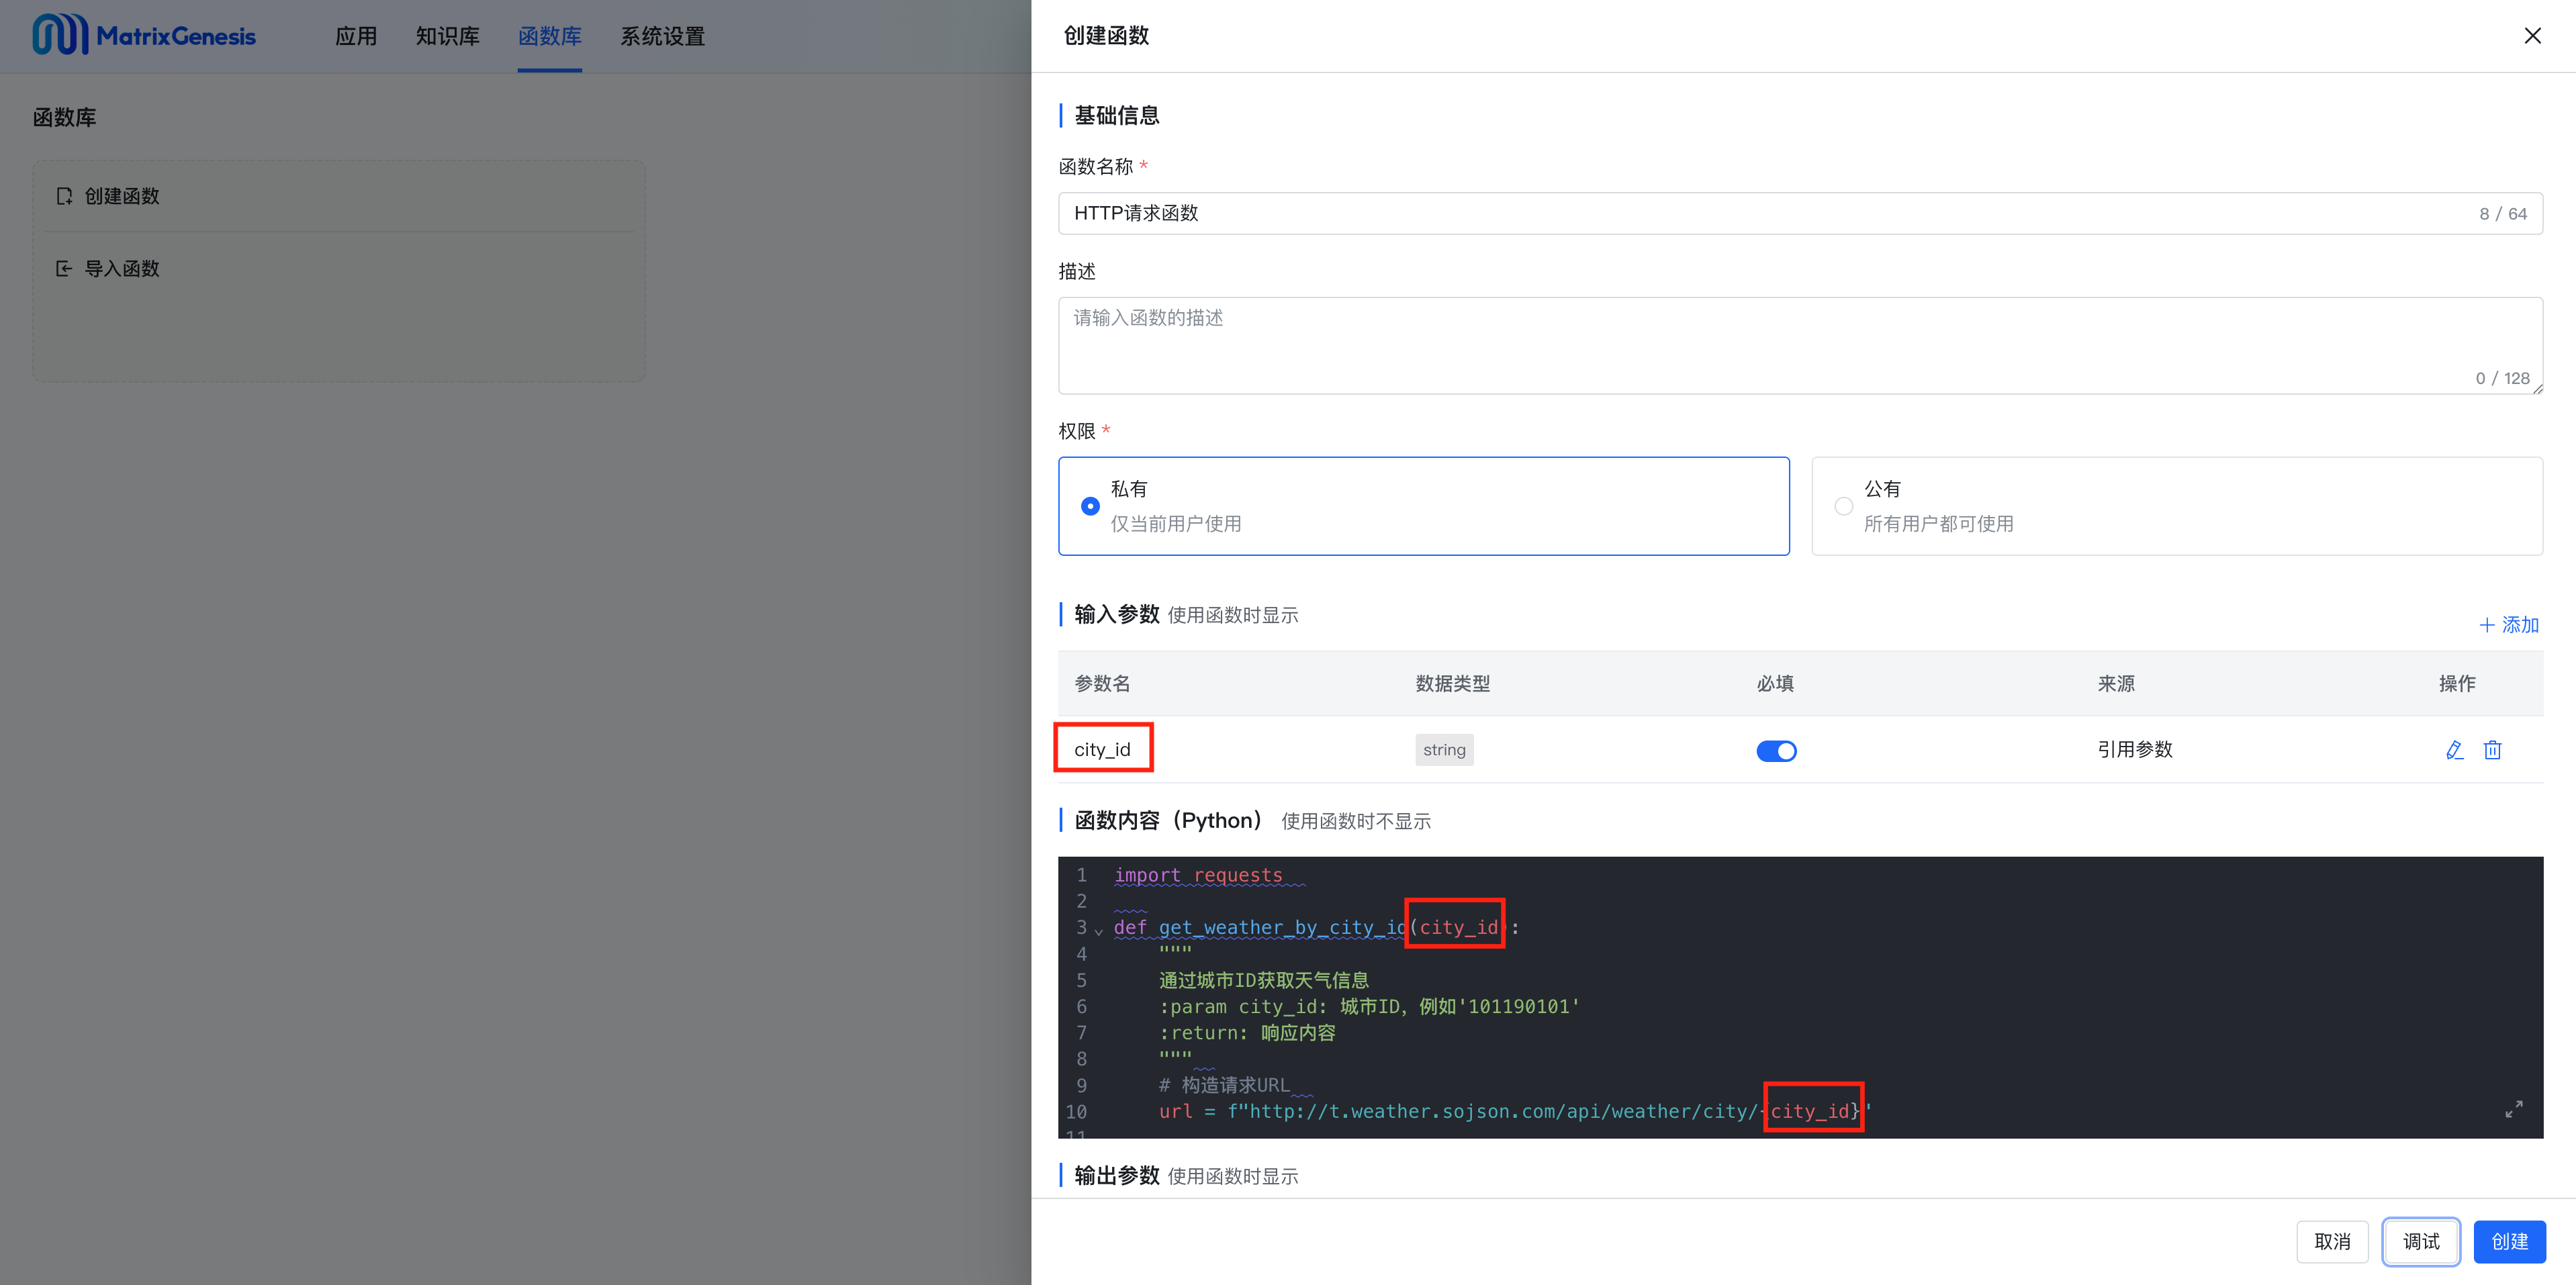 MatrixGenesis
应用
知识库
函数库
系统设置
函数库
创建函数
导入函数
创建函数
基础信息
函数名称 *
HTTP请求函数
8 / 64
描述
请输入函数的描述
0 / 128
权限 *
私有
仅当前用户使用
公有
所有用户都可使用
输入参数 使用函数时显示
添加
参数名 数据类型 必填 来源 操作
city_id string 引用参数
函数内容（Python） 使用函数时不显示
1 import requests
2
3 def get_weather_by_city_id(city_id):
4 """
5 通过城市ID获取天气信息
6 :param city_id: 城市ID，例如'101190101'
7 :return: 响应内容
8 """
9 # 构造请求URL
10 url = f"http://t.weather.sojson.com/api/weather/city/{city_id}"
11
输出参数 使用函数时显示
取消
调试
创建